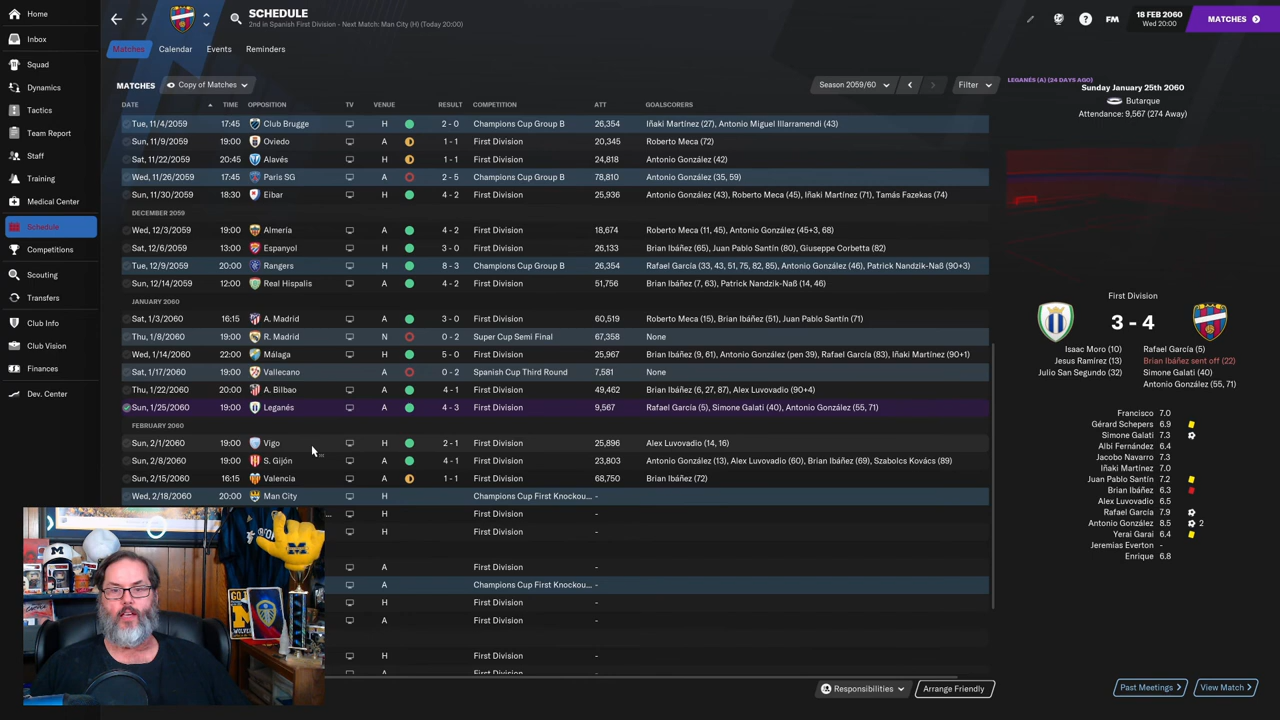 Home
SCHEDULE
2nd in Spanish First Division - Next Match: Man City (H) (Today 20:00)
FM
18 FEB 2060
Wed 20:00
MATCHES
Inbox
Squad
Dynamics
Tactics
Team Report
Staff
Training
Medical Center
Schedule
Competitions
Scouting
Transfers
Club Info
Club Vision
Finances
Dev. Center
Matches Calendar Events Reminders
MATCHES Copy of Matches Season 2059/60 Filter
DATE TIME OPPOSITION TV VENUE RESULT COMPETITION ATT GOALSCORERS
Tue, 11/4/2059 17:45 Club Brugge H 2 - 0 Champions Cup Group B 26,354 Iñaki Martínez (27), Antonio Miguel Illarramendi (43)
Sun, 11/9/2059 19:00 Oviedo A 1 - 1 First Division 20,345 Roberto Meca (72)
Sat, 11/22/2059 20:45 Alavés H 1 - 1 First Division 24,818 Antonio González (42)
Wed, 11/26/2059 17:45 Paris SG A 2 - 5 Champions Cup Group B 78,810 Antonio González (35, 59)
Sun, 11/30/2059 18:30 Eibar H 4 - 2 First Division 25,936 Antonio González (43), Roberto Meca (45), Iñaki Martínez (71), Tamás Fazekas (74)
DECEMBER 2059
Wed, 12/3/2059 19:00 Almería A 4 - 2 First Division 18,674 Roberto Meca (11, 45), Antonio González (45+3, 68)
Sat, 12/6/2059 13:00 Espanyol H 3 - 0 First Division 26,133 Brian Ibáñez (65), Juan Pablo Santín (80), Giuseppe Corbetta (82)
Tue, 12/9/2059 20:00 Rangers H 8 - 3 Champions Cup Group B 26,354 Rafael García (33, 43, 51, 75, 82, 85), Antonio González (46), Patrick Nandzik-Naß (90+3)
Sun, 12/14/2059 12:00 Real Hispalis A 4 - 2 First Division 51,756 Brian Ibáñez (7, 63), Patrick Nandzik-Naß (14, 46)
JANUARY 2060
Sat, 1/3/2060 16:15 A. Madrid A 3 - 0 First Division 60,519 Roberto Meca (15), Brian Ibáñez (51), Juan Pablo Santín (71)
Thu, 1/8/2060 19:00 R. Madrid N 0 - 2 Super Cup Semi Final 67,358 None
Wed, 1/14/2060 22:00 Málaga H 5 - 0 First Division 25,967 Brian Ibáñez (9, 61), Antonio González (pen 39), Rafael García (83), Iñaki Martínez (90+1)
Sat, 1/17/2060 19:00 Vallecano A 0 - 2 Spanish Cup Third Round 7,581 None
Thu, 1/22/2060 20:00 A. Bilbao A 4 - 1 First Division 49,462 Brian Ibáñez (6, 27, 87), Alex Luvovadio (90+4)
Sun, 1/25/2060 19:00 Leganés A 4 - 3 First Division 9,567 Rafael García (5), Simone Galati (40), Antonio González (55, 71)
FEBRUARY 2060
Sun, 2/1/2060 19:00 Vigo H 2 - 1 First Division 25,896 Alex Luvovadio (14, 16)
Sun, 2/8/2060 19:00 S. Gijón A 4 - 1 First Division 23,803 Antonio González (13), Alex Luvovadio (60), Brian Ibáñez (69), Szabolcs Kovács (89)
Sun, 2/15/2060 16:15 Valencia A 1 - 1 First Division 68,750 Brian Ibáñez (72)
Wed, 2/18/2060 20:00 Man City H Champions Cup First Knockou... -
H First Division -
H First Division -
A First Division -
A Champions Cup First Knockou... -
H First Division -
A First Division -
H First Division -
A First Division -
Responsibilities Arrange Friendly
LEGANÉS (A) (24 DAYS AGO)
Sunday January 25th 2060
Butarque
Attendance: 9,567 (274 Away)
First Division
3 - 4
Isaac Moro (10)
Jesus Ramírez (13)
Julio San Segundo (32)
Rafael García (5)
Brian Ibáñez sent off (22)
Simone Galati (40)
Antonio González (55, 71)
Francisco 7.0
Gérard Schepers 6.9
Simone Galati 7.3
Albi Fernández 6.4
Jacobo Navarro 7.3
Iñaki Martínez 7.0
Juan Pablo Santín 7.2
Brian Ibáñez 6.3
Alex Luvovadio 6.5
Rafael García 7.9
Antonio González 8.5 2
Yerai Garai 6.4
Jeremias Everton -
Enrique 6.8
Past Meetings View Match
M
M